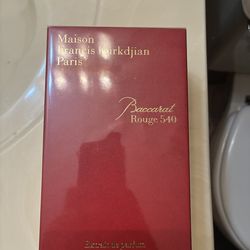 Maison
Francis Kurkdjian
Paris
Baccarat
Rouge 540
Extrait de parfum